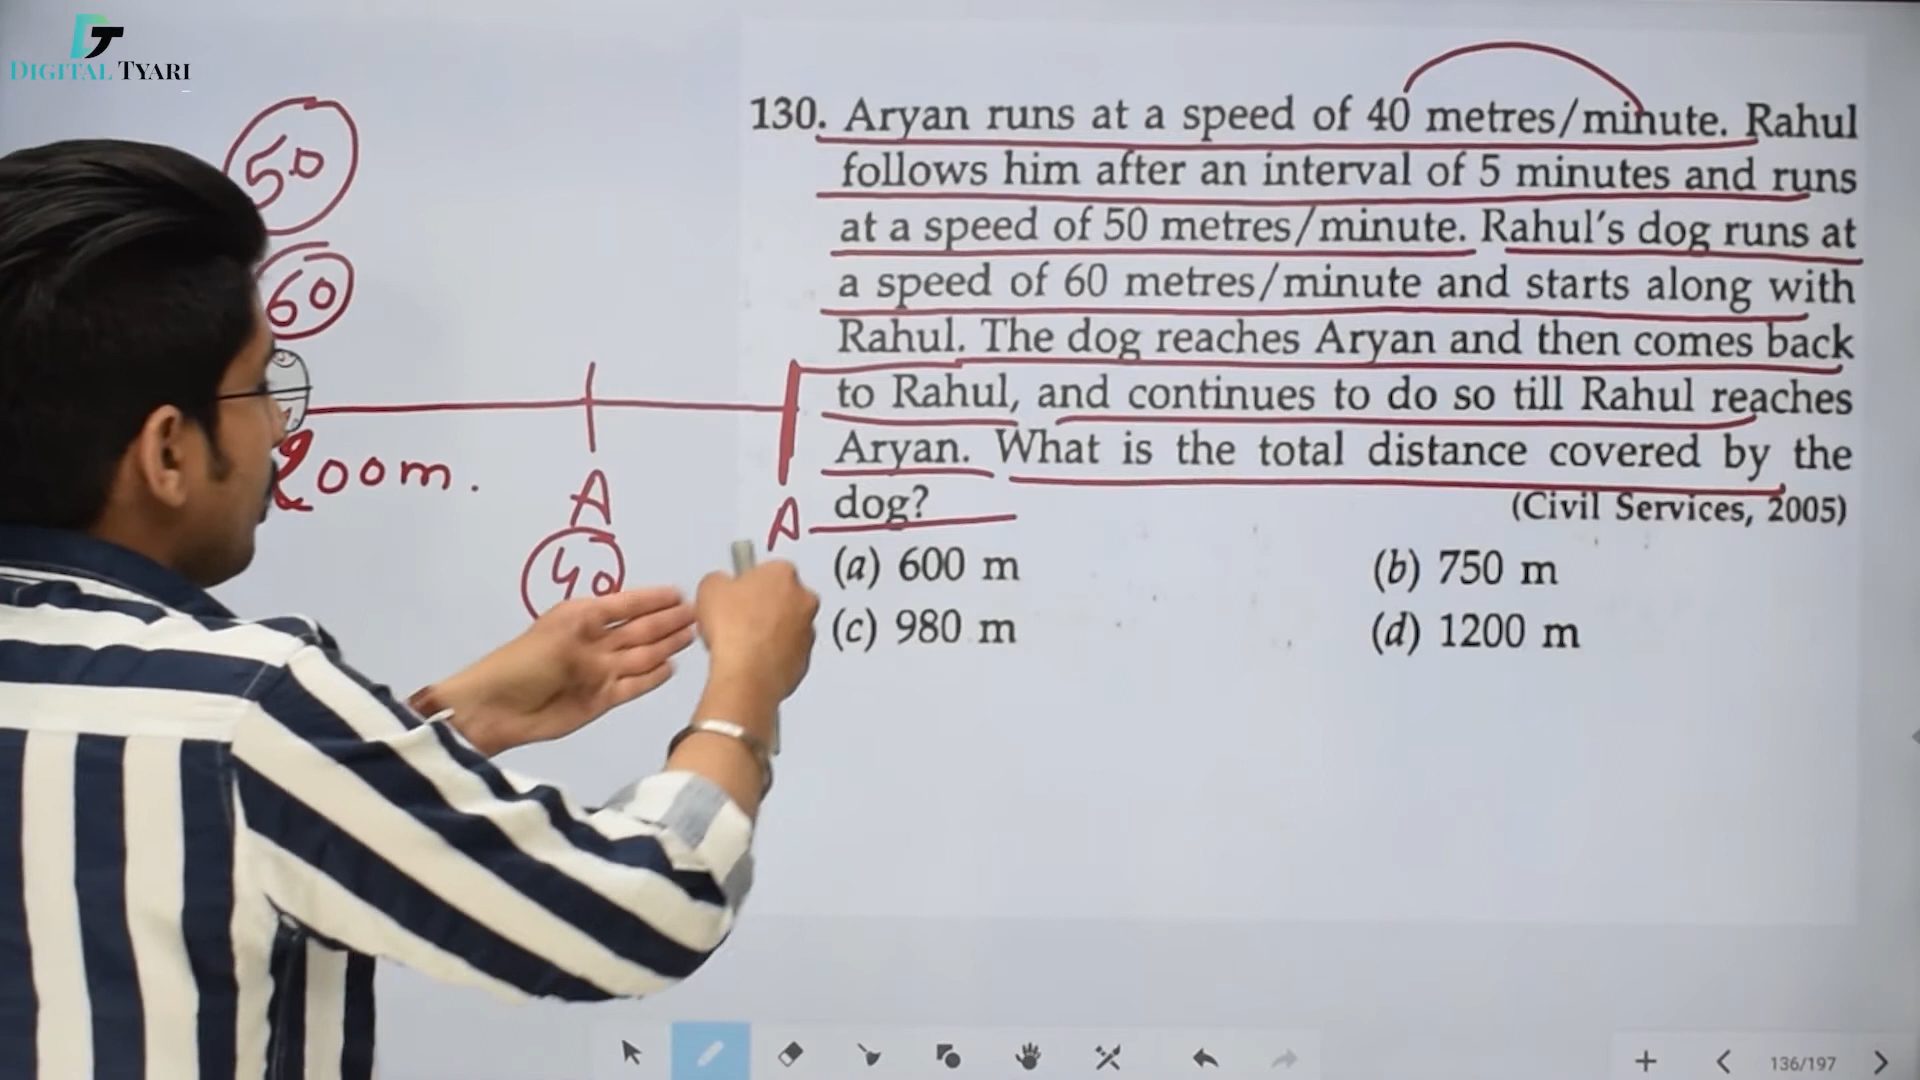 DIGITAL TYARI
50
60
200m.
A
40
A
130. Aryan runs at a speed of 40 metres/minute. Rahul
follows him after an interval of 5 minutes and runs
at a speed of 50 metres/minute. Rahul's dog runs at
a speed of 60 metres/minute and starts along with
Rahul. The dog reaches Aryan and then comes back
to Rahul, and continues to do so till Rahul reaches
Aryan. What is the total distance covered by the
dog?
(Civil Services, 2005)
(a) 600 m
(b) 750 m
(c) 980 m
(d) 1200 m
136/197